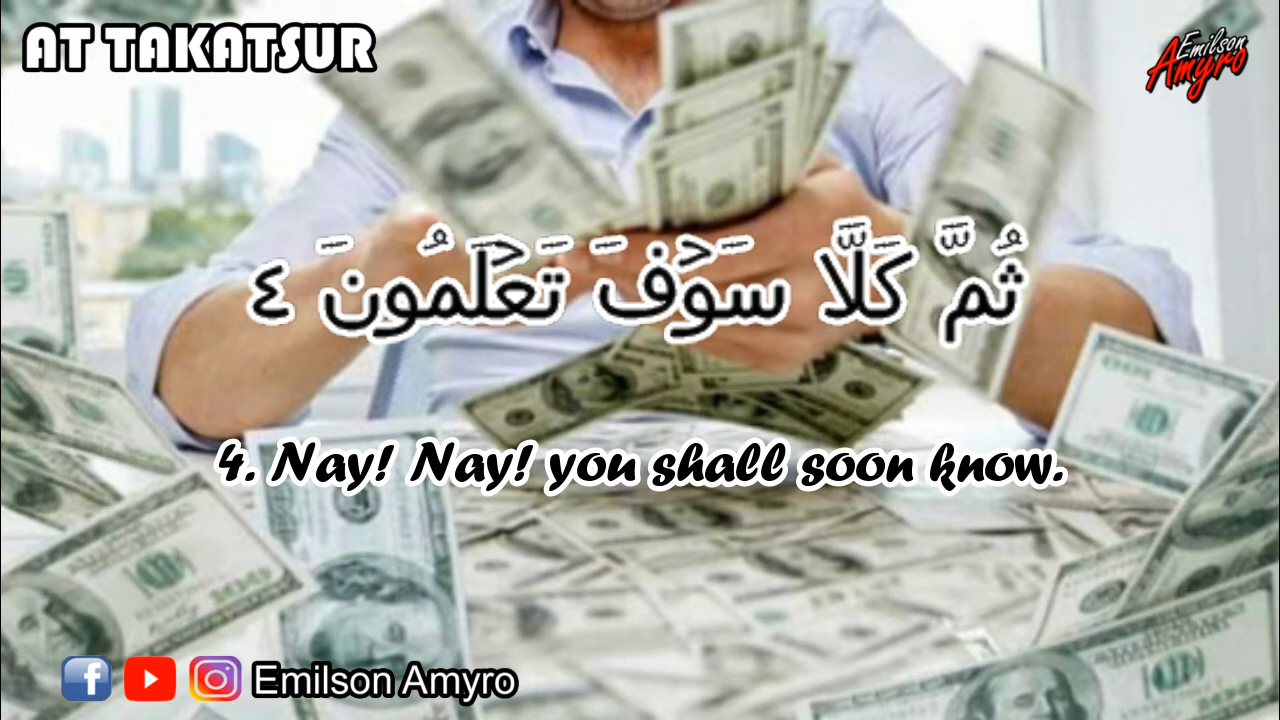 AT TAKATSUR
Emilson
Amyro
ثُمَّ كَلَّا سَوۡفَ تَعۡلَمُونَ ٤
4. Nay! Nay! you shall soon know.
Emilson Amyro